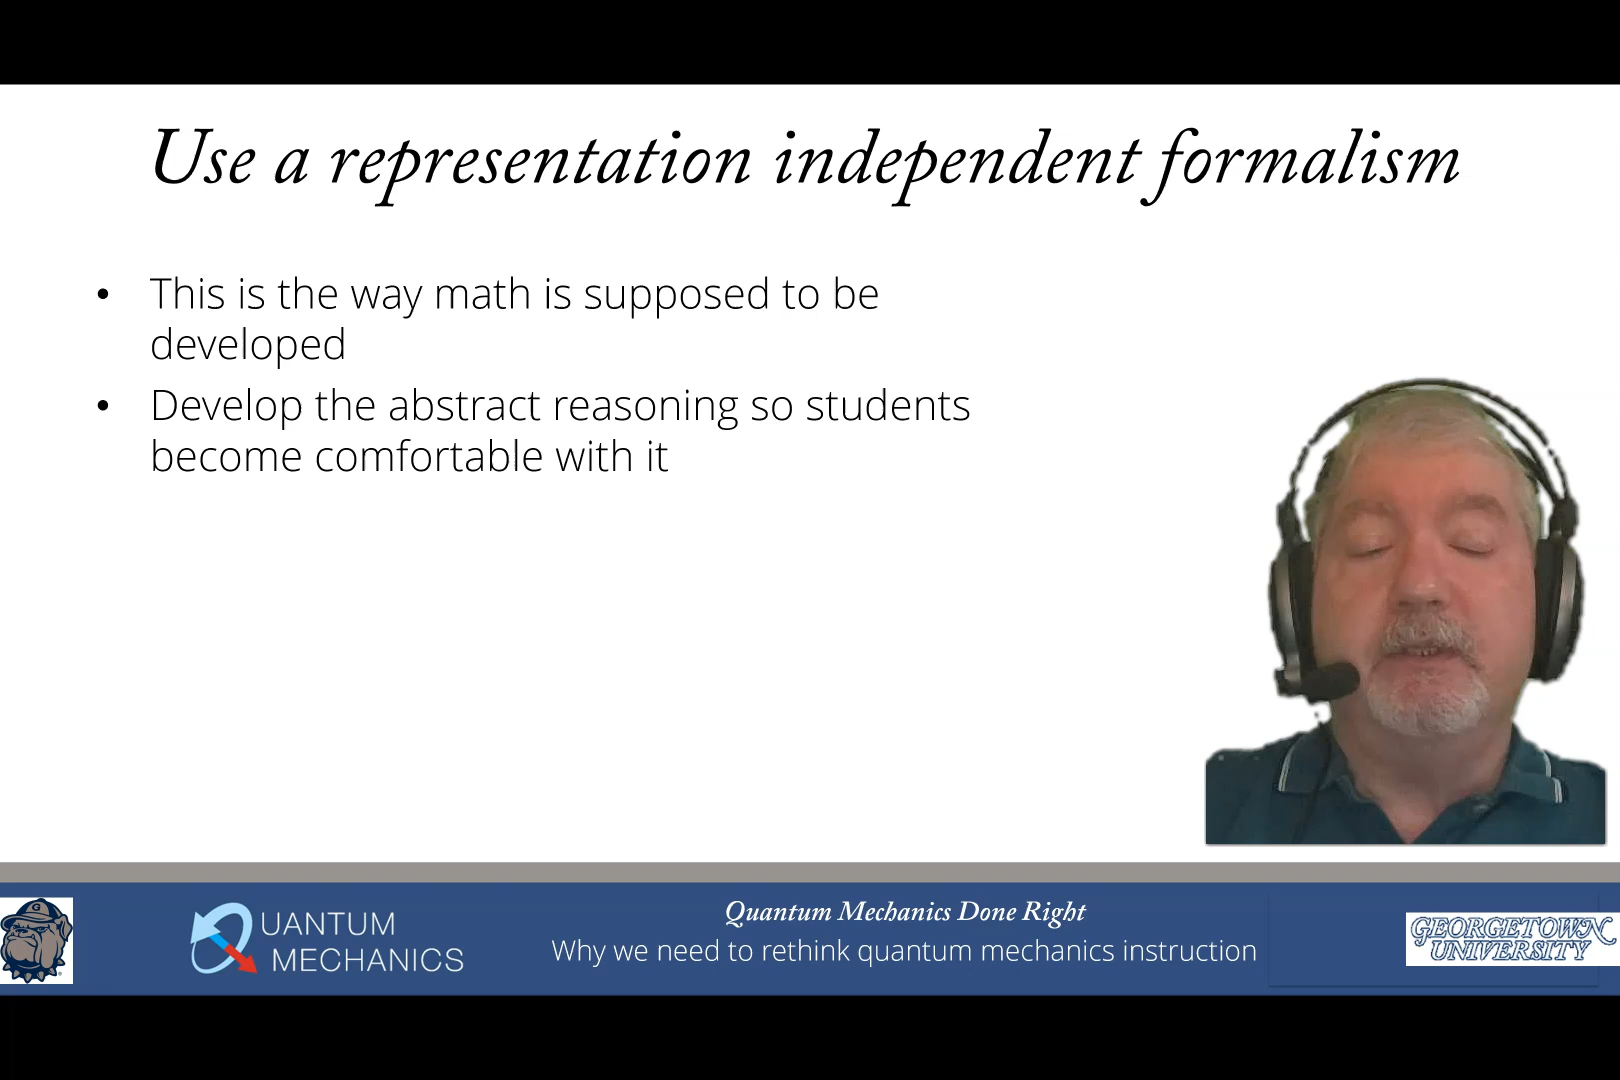 Use a representation independent formalism
• This is the way math is supposed to be
developed
• Develop the abstract reasoning so students
become comfortable with it
G
QUANTUM
MECHANICS
Quantum Mechanics Done Right
Why we need to rethink quantum mechanics instruction
GEORGETOWN
UNIVERSITY